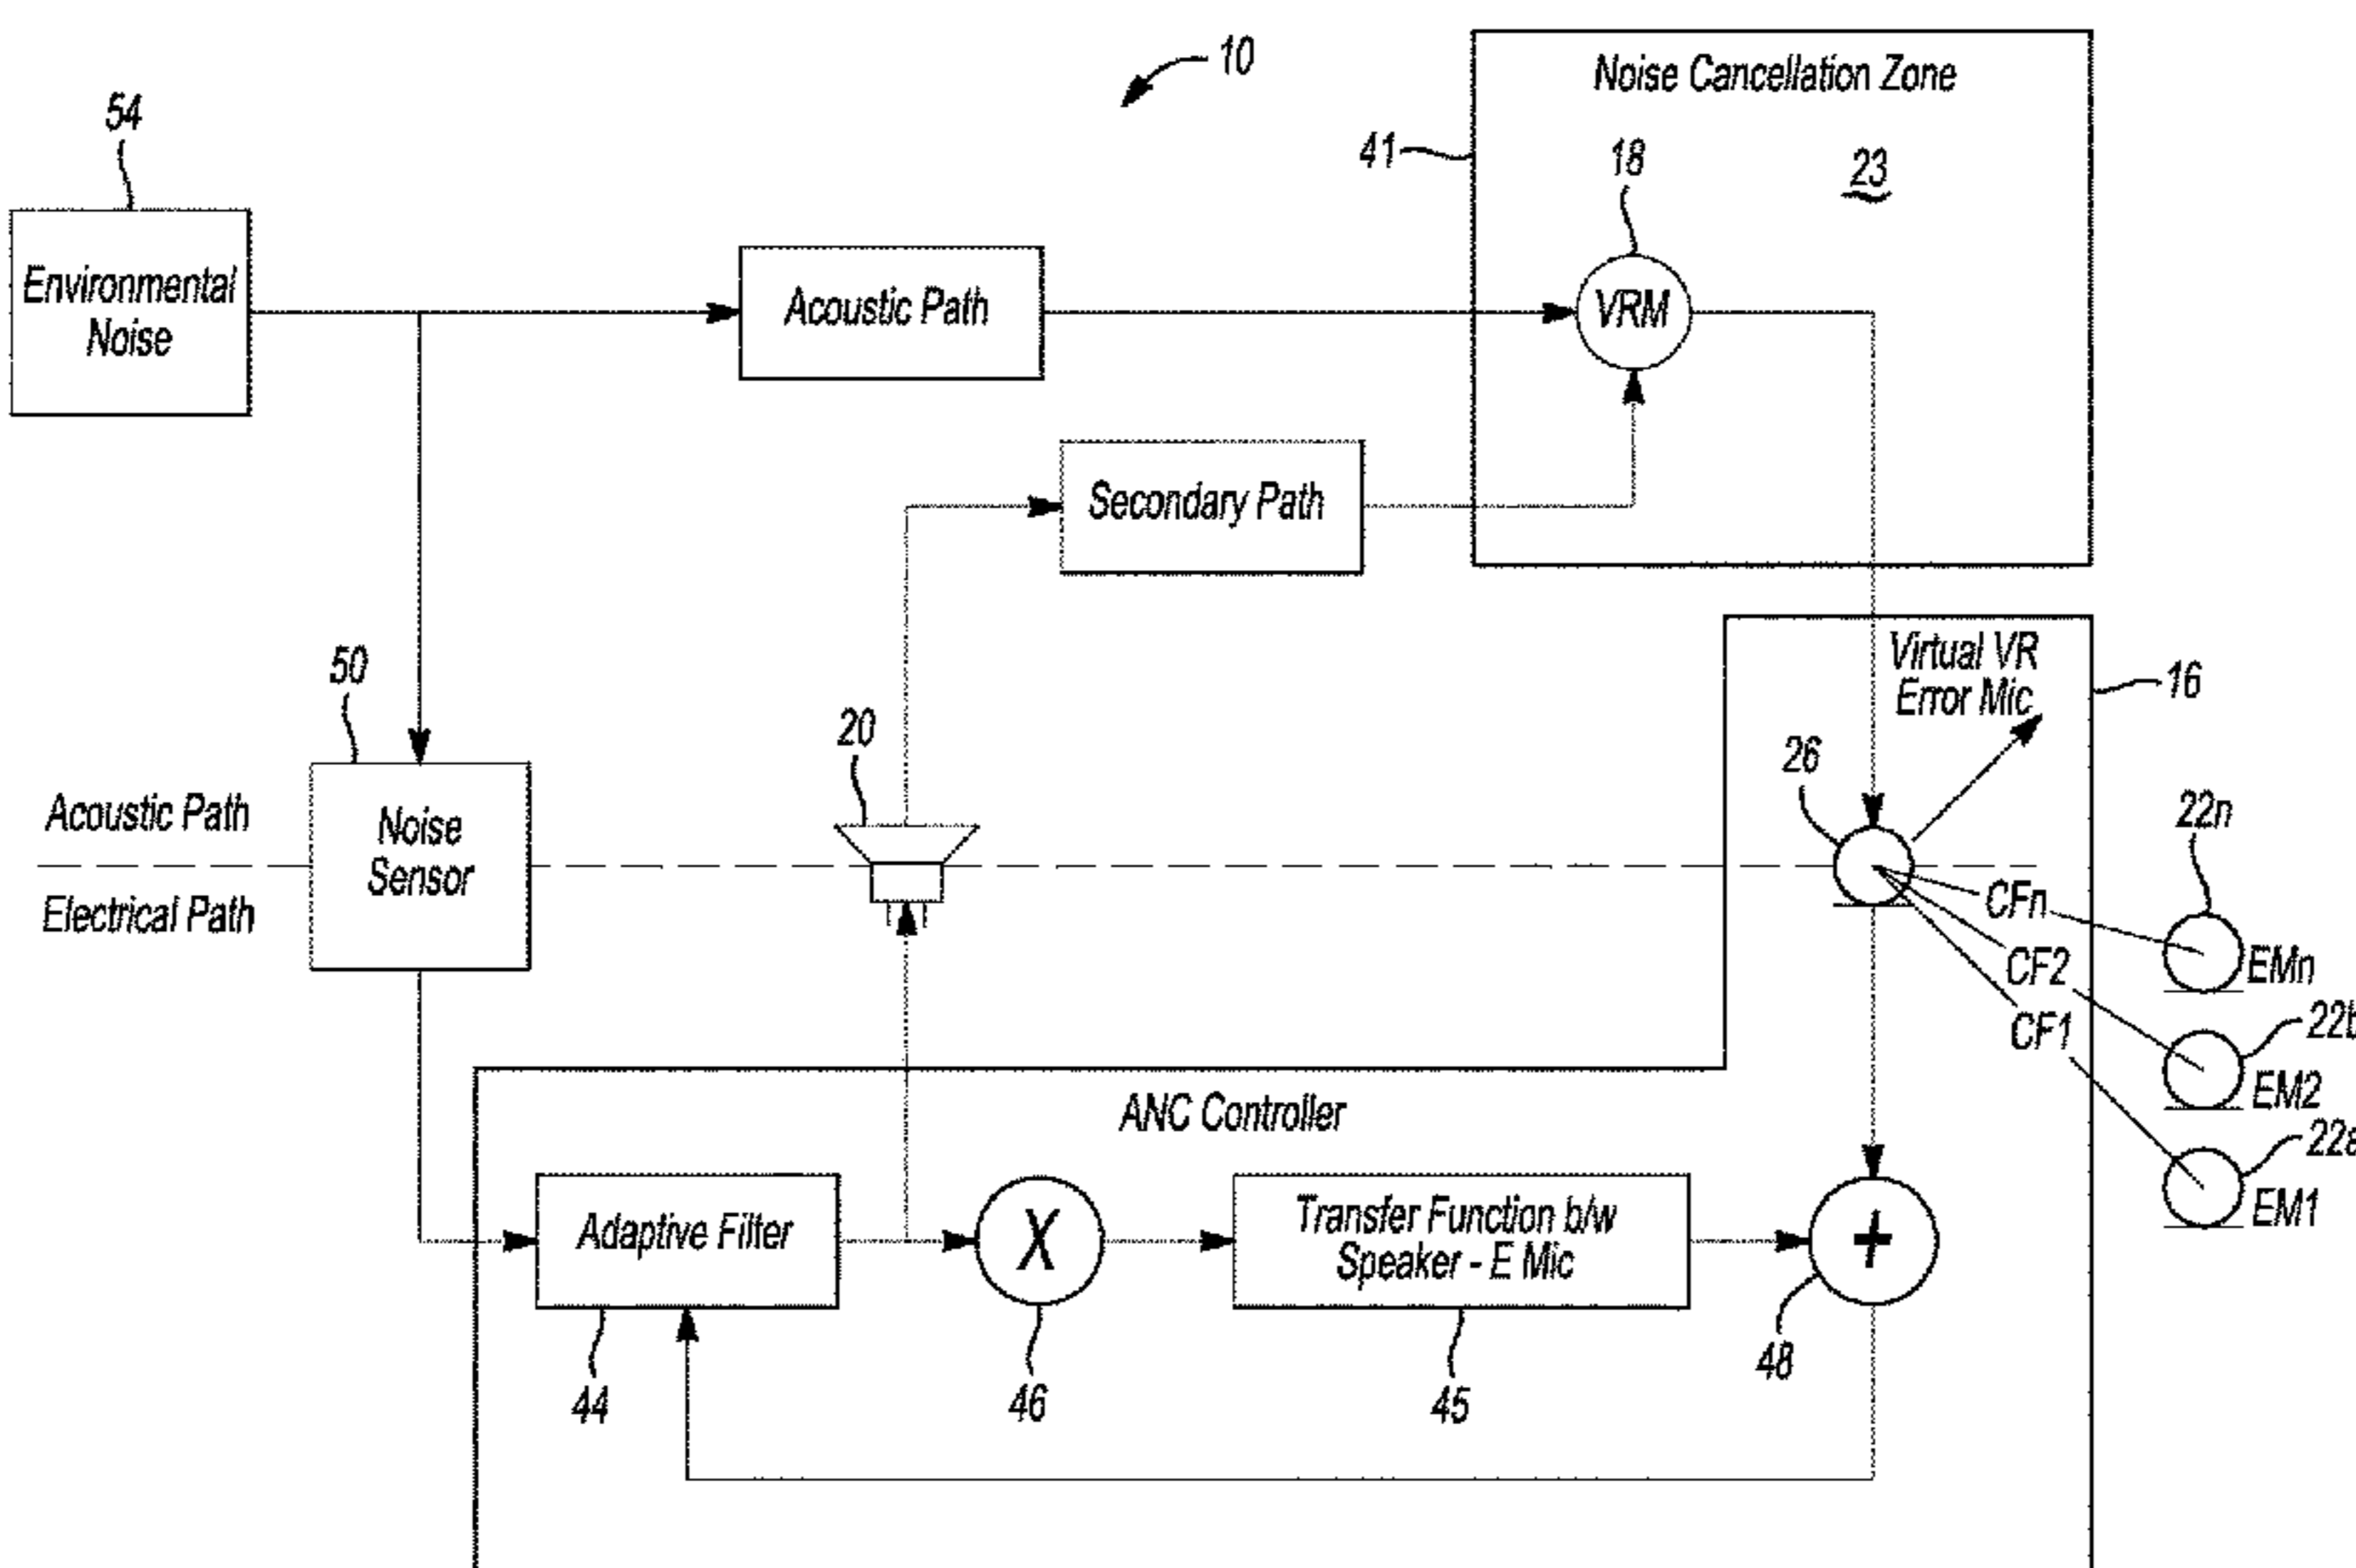 10
Noise Cancellation Zone
54
41
18
23
Environmental
Noise
Acoustic Path
VRM
Secondary Path
Virtual VR
Error Mic
16
50
20
26
22n
Acoustic Path
Noise
Sensor
Electrical Path
CFn
EMn
CF2
CF1
22b
EM2
ANC Controller
22a
EM1
Adaptive Filter
X
Transfer Function b/w
Speaker - E Mic
+
44
46
45
48